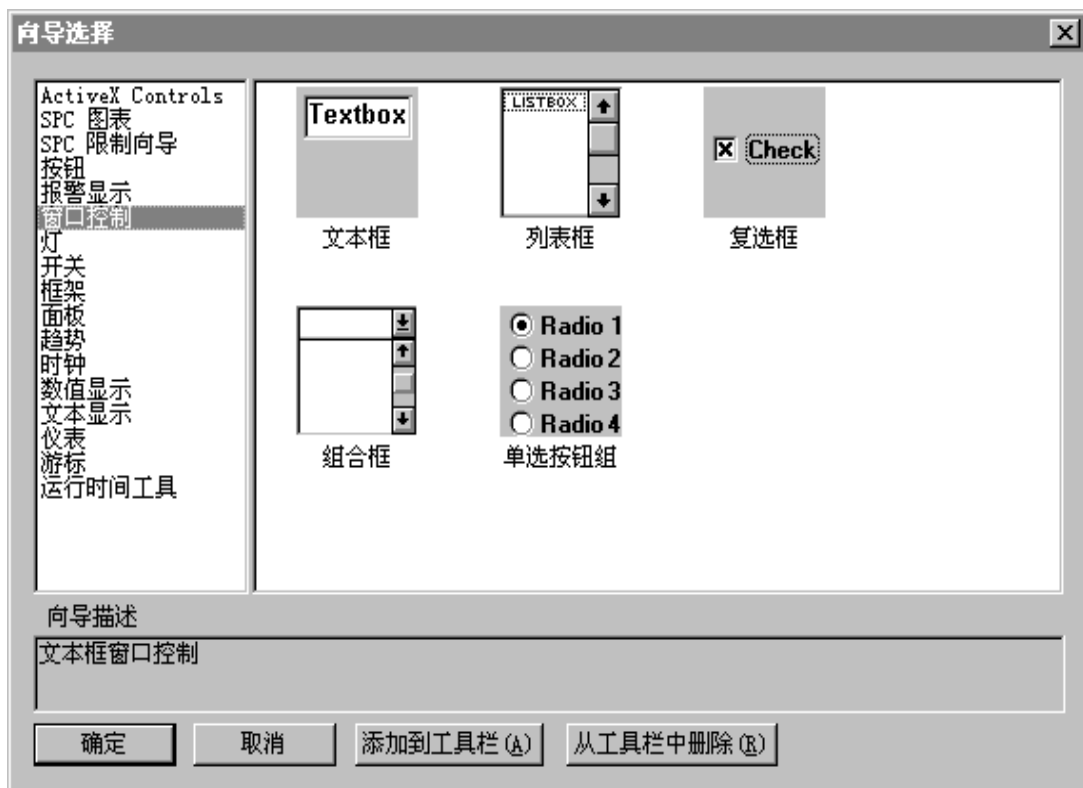 向导选择
ActiveX Controls
SPC 图表
SPC 限制向导
按钮
报警显示
窗口控制
灯
开关
框架
面板
趋势
时钟
数值显示
文本显示
仪表
游标
运行时间工具
Textbox
文本框
LISTBOX
列表框
Check
复选框
组合框
Radio 1
Radio 2
Radio 3
Radio 4
单选按钮组
向导描述
文本框窗口控制
确定
取消
添加到工具栏(A)
从工具栏中删除(R)